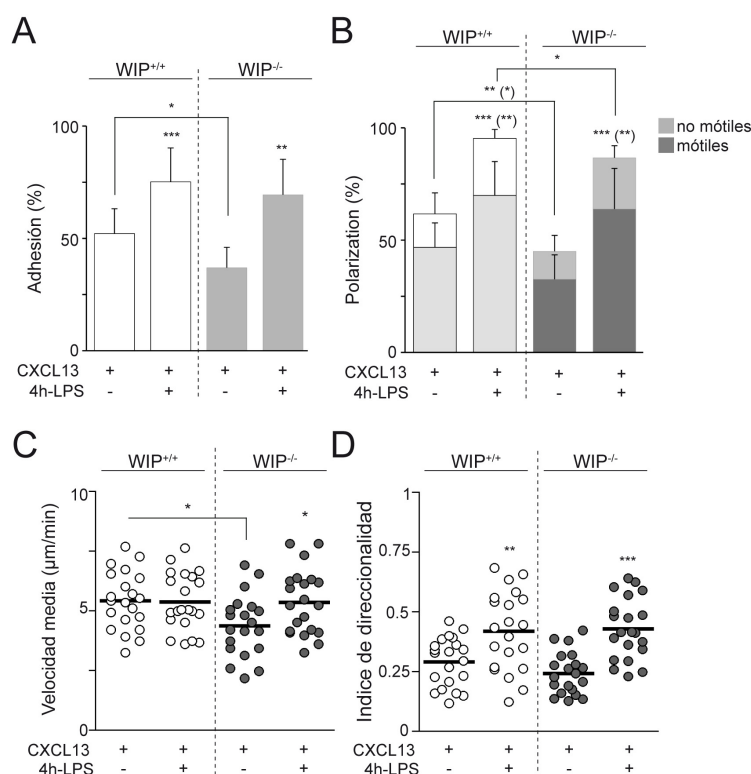 A
WIP+/+ WIP-/-
*
*** **
100
50
0
Adhesión (%)
CXCL13 + + + +
4h-LPS - + - +
B
WIP+/+ WIP-/-
*
** (*)
*** (**) *** (**)
no mótiles
mótiles
100
50
0
Polarization (%)
CXCL13 + + + +
4h-LPS - + - +
C
WIP+/+ WIP-/-
10
* *
5
0
Velocidad media (µm/min)
CXCL13 + + + +
4h-LPS - + - +
D
WIP+/+ WIP-/-
1
0.75
** ***
0.5
0.25
0
Indice de direccionalidad
CXCL13 + + + +
4h-LPS - + - +